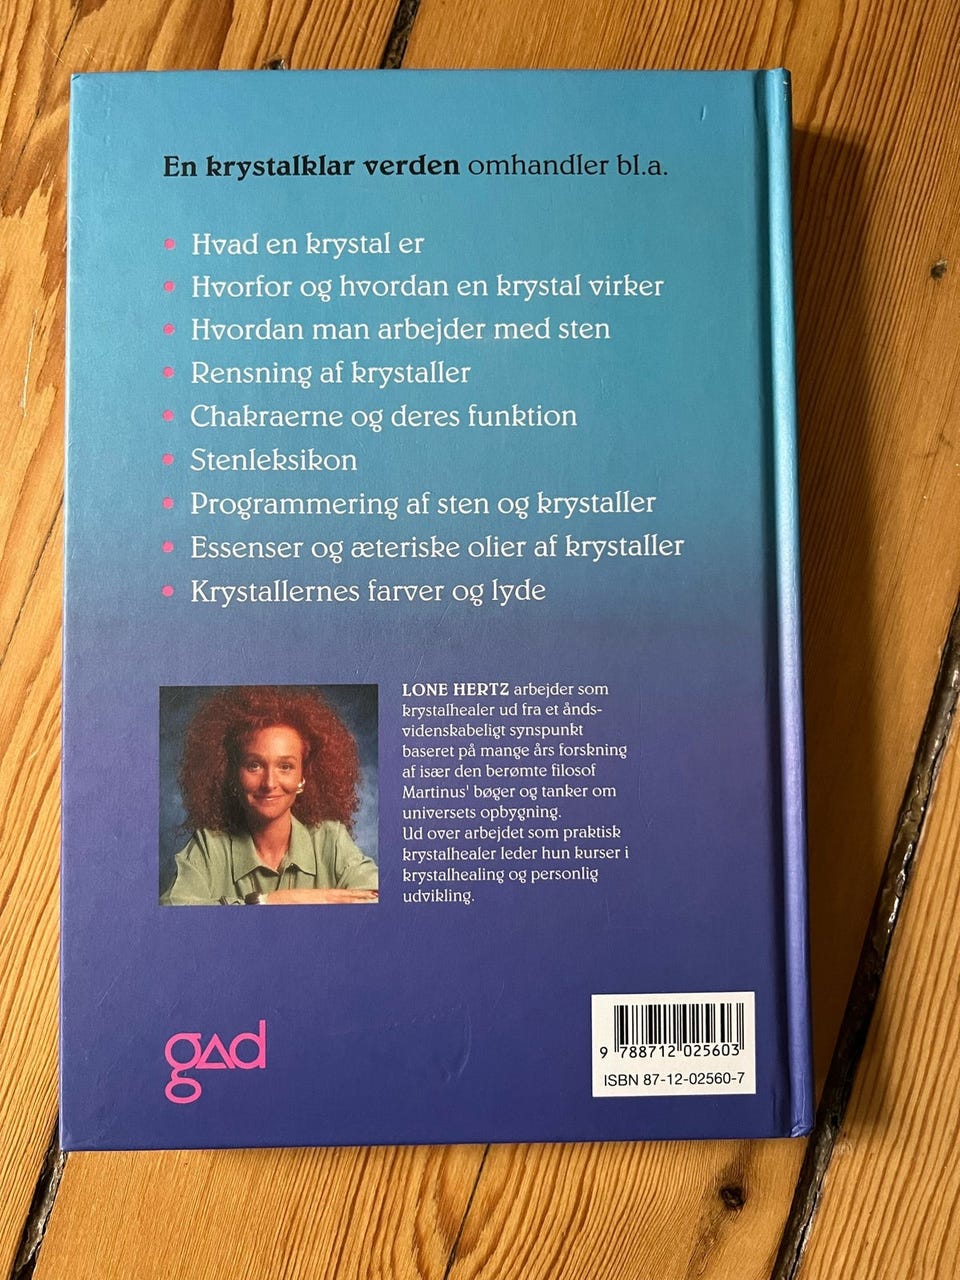 En krystalklar verden omhandler bl.a.
• Hvad en krystal er
• Hvorfor og hvordan en krystal virker
• Hvordan man arbejder med sten
• Rensning af krystaller
• Chakraerne og deres funktion
• Stenleksikon
• Programmering af sten og krystaller
• Essenser og æteriske olier af krystaller
• Krystallernes farver og lyde
LONE HERTZ arbejder som
krystalhealer ud fra et ånds-
videnskabeligt synspunkt
baseret på mange års forskning
af især den berømte filosof
Martinus' bøger og tanker om
universets opbygning.
Ud over arbejdet som praktisk
krystalhealer leder hun kurser i
krystalhealing og personlig
udvikling.
gad
9 788712 025603
ISBN 87-12-02560-7